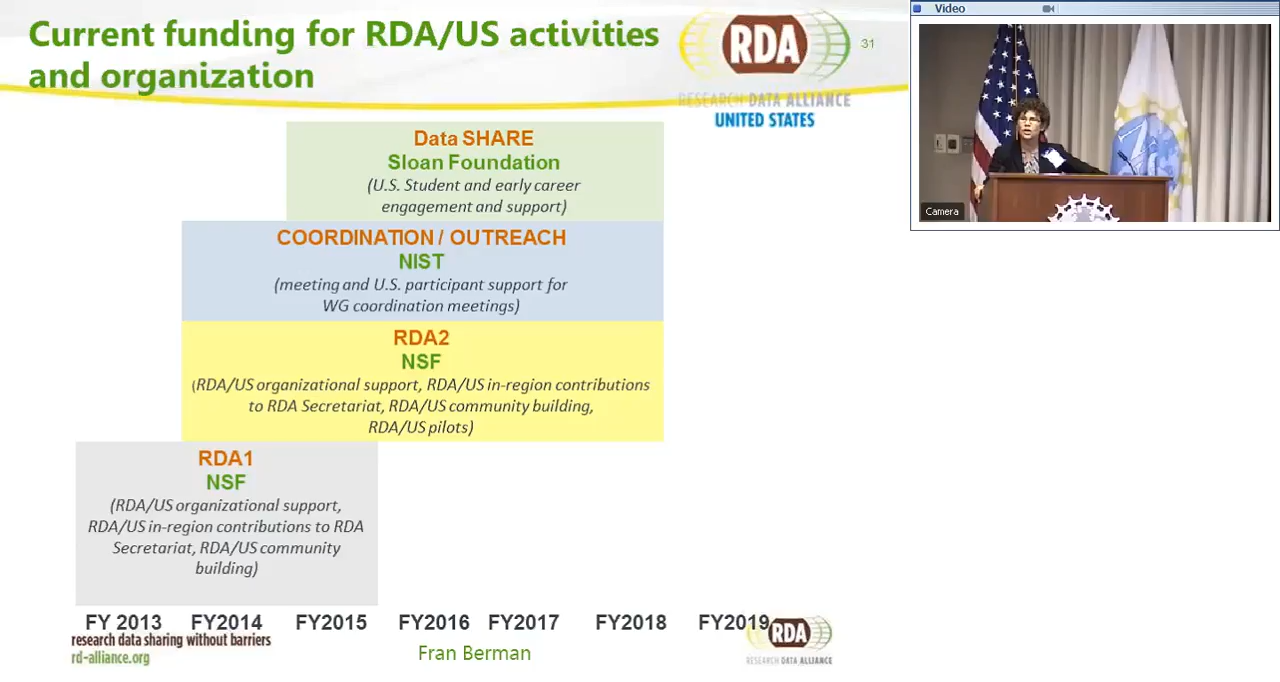 Current funding for RDA/US activities
and organization
RDA
RESEARCH DATA ALLIANCE
UNITED STATES
31
Video
Camera
Data SHARE
Sloan Foundation
(U.S. Student and early career
engagement and support)
COORDINATION / OUTREACH
NIST
(meeting and U.S. participant support for
WG coordination meetings)
RDA2
NSF
(RDA/US organizational support, RDA/US in-region contributions
to RDA Secretariat, RDA/US community building,
RDA/US pilots)
RDA1
NSF
(RDA/US organizational support,
RDA/US in-region contributions to RDA
Secretariat, RDA/US community
building)
FY 2013 FY2014 FY2015 FY2016 FY2017 FY2018 FY2019
research data sharing without barriers
rd-alliance.org
Fran Berman
RDA
RESEARCH DATA ALLIANCE